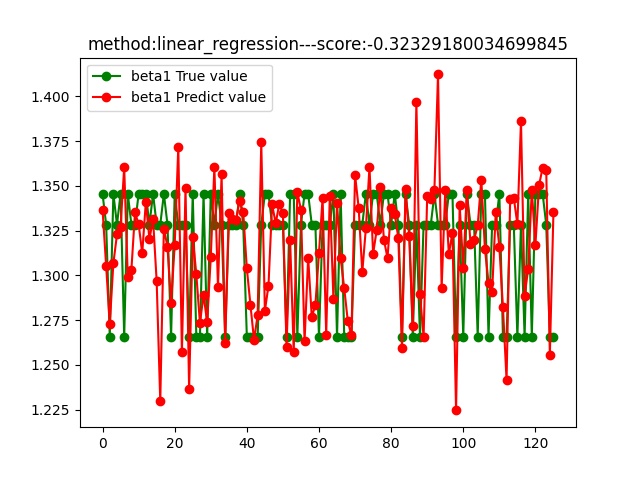 method:linear_regression---score:-0.32329180034699845
beta1 True value
beta1 Predict value
1.400
1.375
1.350
1.325
1.300
1.275
1.250
1.225
0 20 40 60 80 100 120